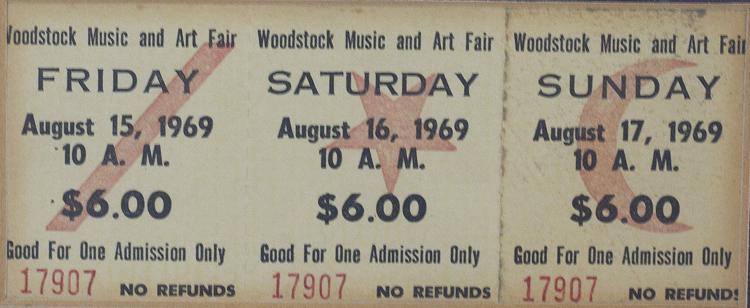 Woodstock Music and Art Fair
FRIDAY
August 15, 1969
10 A. M.
$6.00
Good For One Admission Only
17907 NO REFUNDS
Woodstock Music and Art Fair
SATURDAY
August 16, 1969
10 A. M.
$6.00
Good For One Admission Only
17907 NO REFUNDS
Woodstock Music and Art Fair
SUNDAY
August 17, 1969
10 A. M.
$6.00
Good For One Admission Only
17907 NO REFUNDS